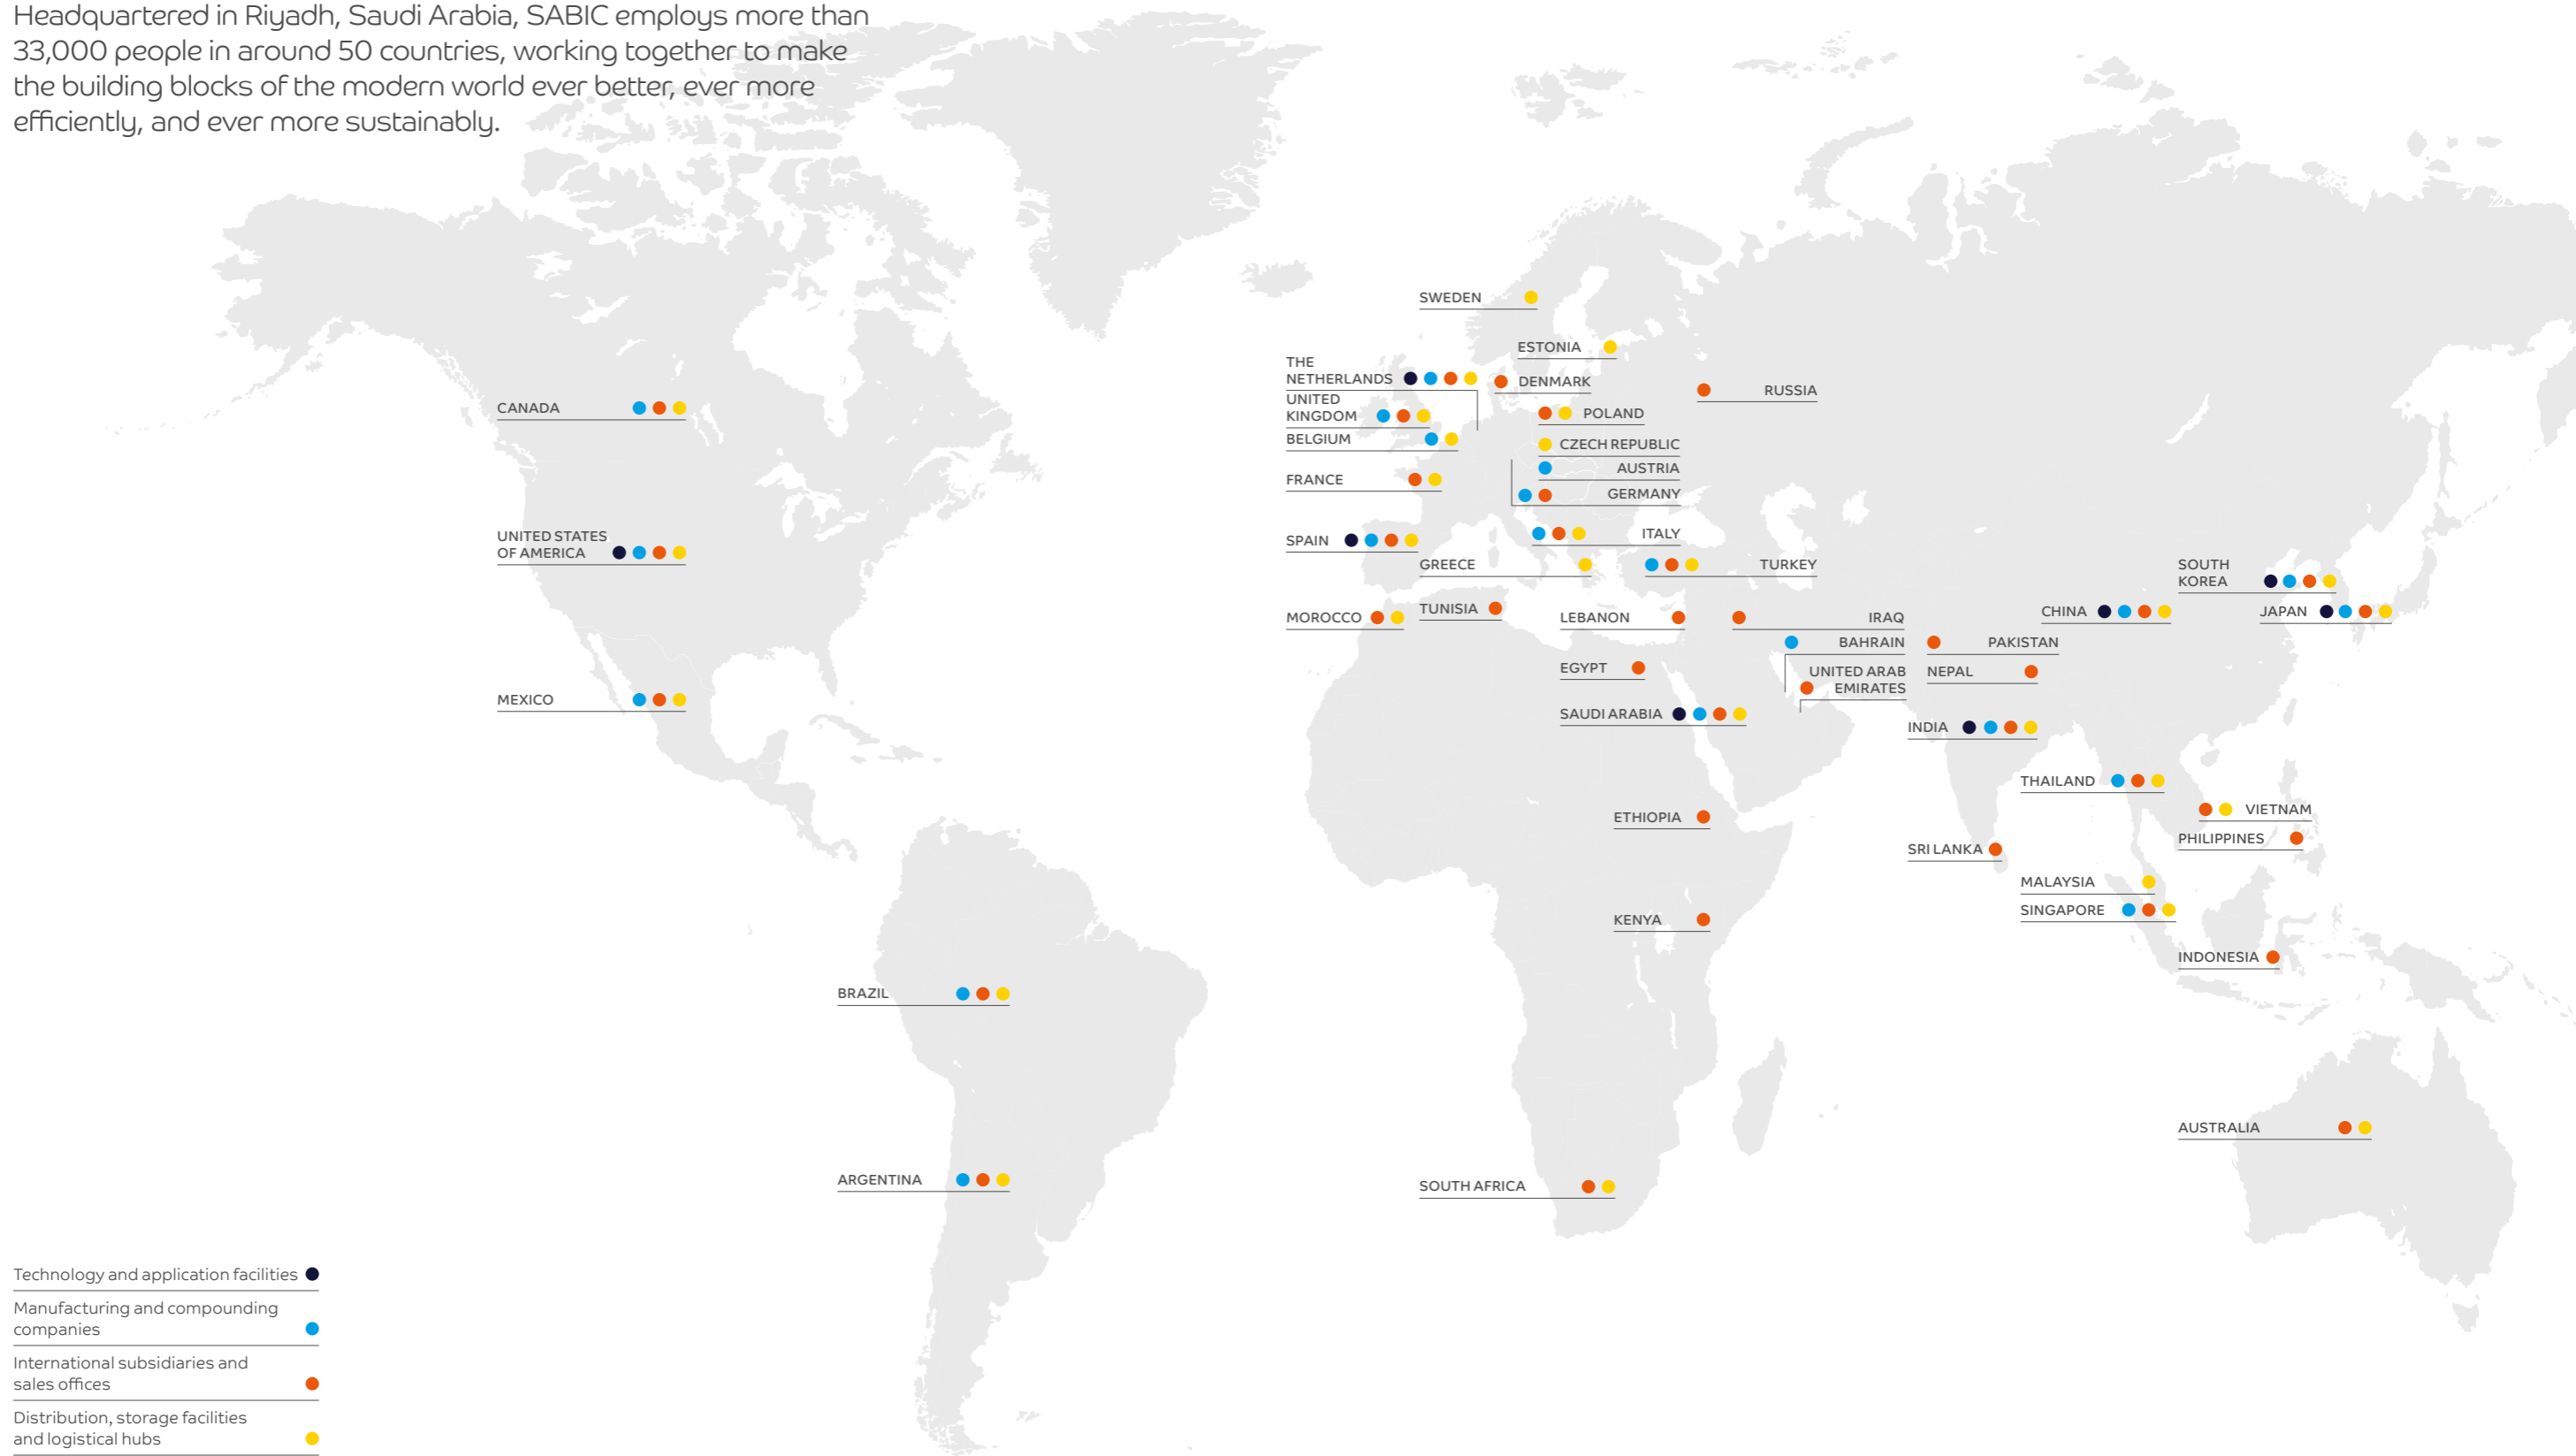 Headquartered in Riyadh, Saudi Arabia, SABIC employs more than
33,000 people in around 50 countries, working together to make
the building blocks of the modern world ever better, ever more
efficiently, and ever more sustainably.
SWEDEN
ESTONIA
THE
NETHERLANDS
DENMARK
RUSSIA
UNITED
KINGDOM
CANADA
POLAND
BELGIUM
CZECH REPUBLIC
AUSTRIA
FRANCE
GERMANY
UNITED STATES
OF AMERICA
SPAIN
ITALY
GREECE
TURKEY
SOUTH
KOREA
MOROCCO
TUNISIA
LEBANON
IRAQ
CHINA
JAPAN
BAHRAIN
PAKISTAN
EGYPT
UNITED ARAB
EMIRATES
NEPAL
MEXICO
SAUDI ARABIA
INDIA
THAILAND
VIETNAM
ETHIOPIA
PHILIPPINES
SRI LANKA
MALAYSIA
SINGAPORE
KENYA
INDONESIA
BRAZIL
AUSTRALIA
ARGENTINA
SOUTH AFRICA
Technology and application facilities
Manufacturing and compounding
companies
International subsidiaries and
sales offices
Distribution, storage facilities
and logistical hubs